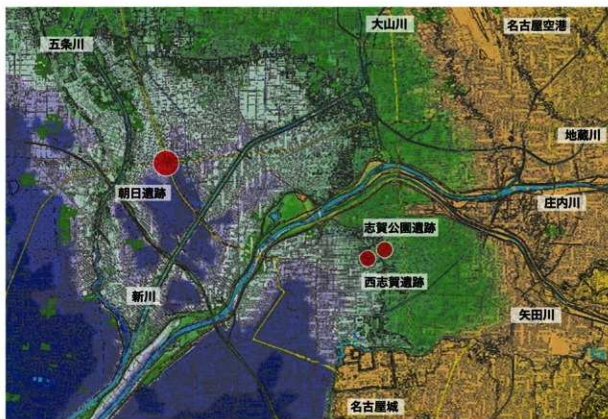 大山川
名古屋空港
五条川
地蔵川
朝日遺跡
庄内川
志賀公園遺跡
西志賀遺跡
新川
矢田川
名古屋城